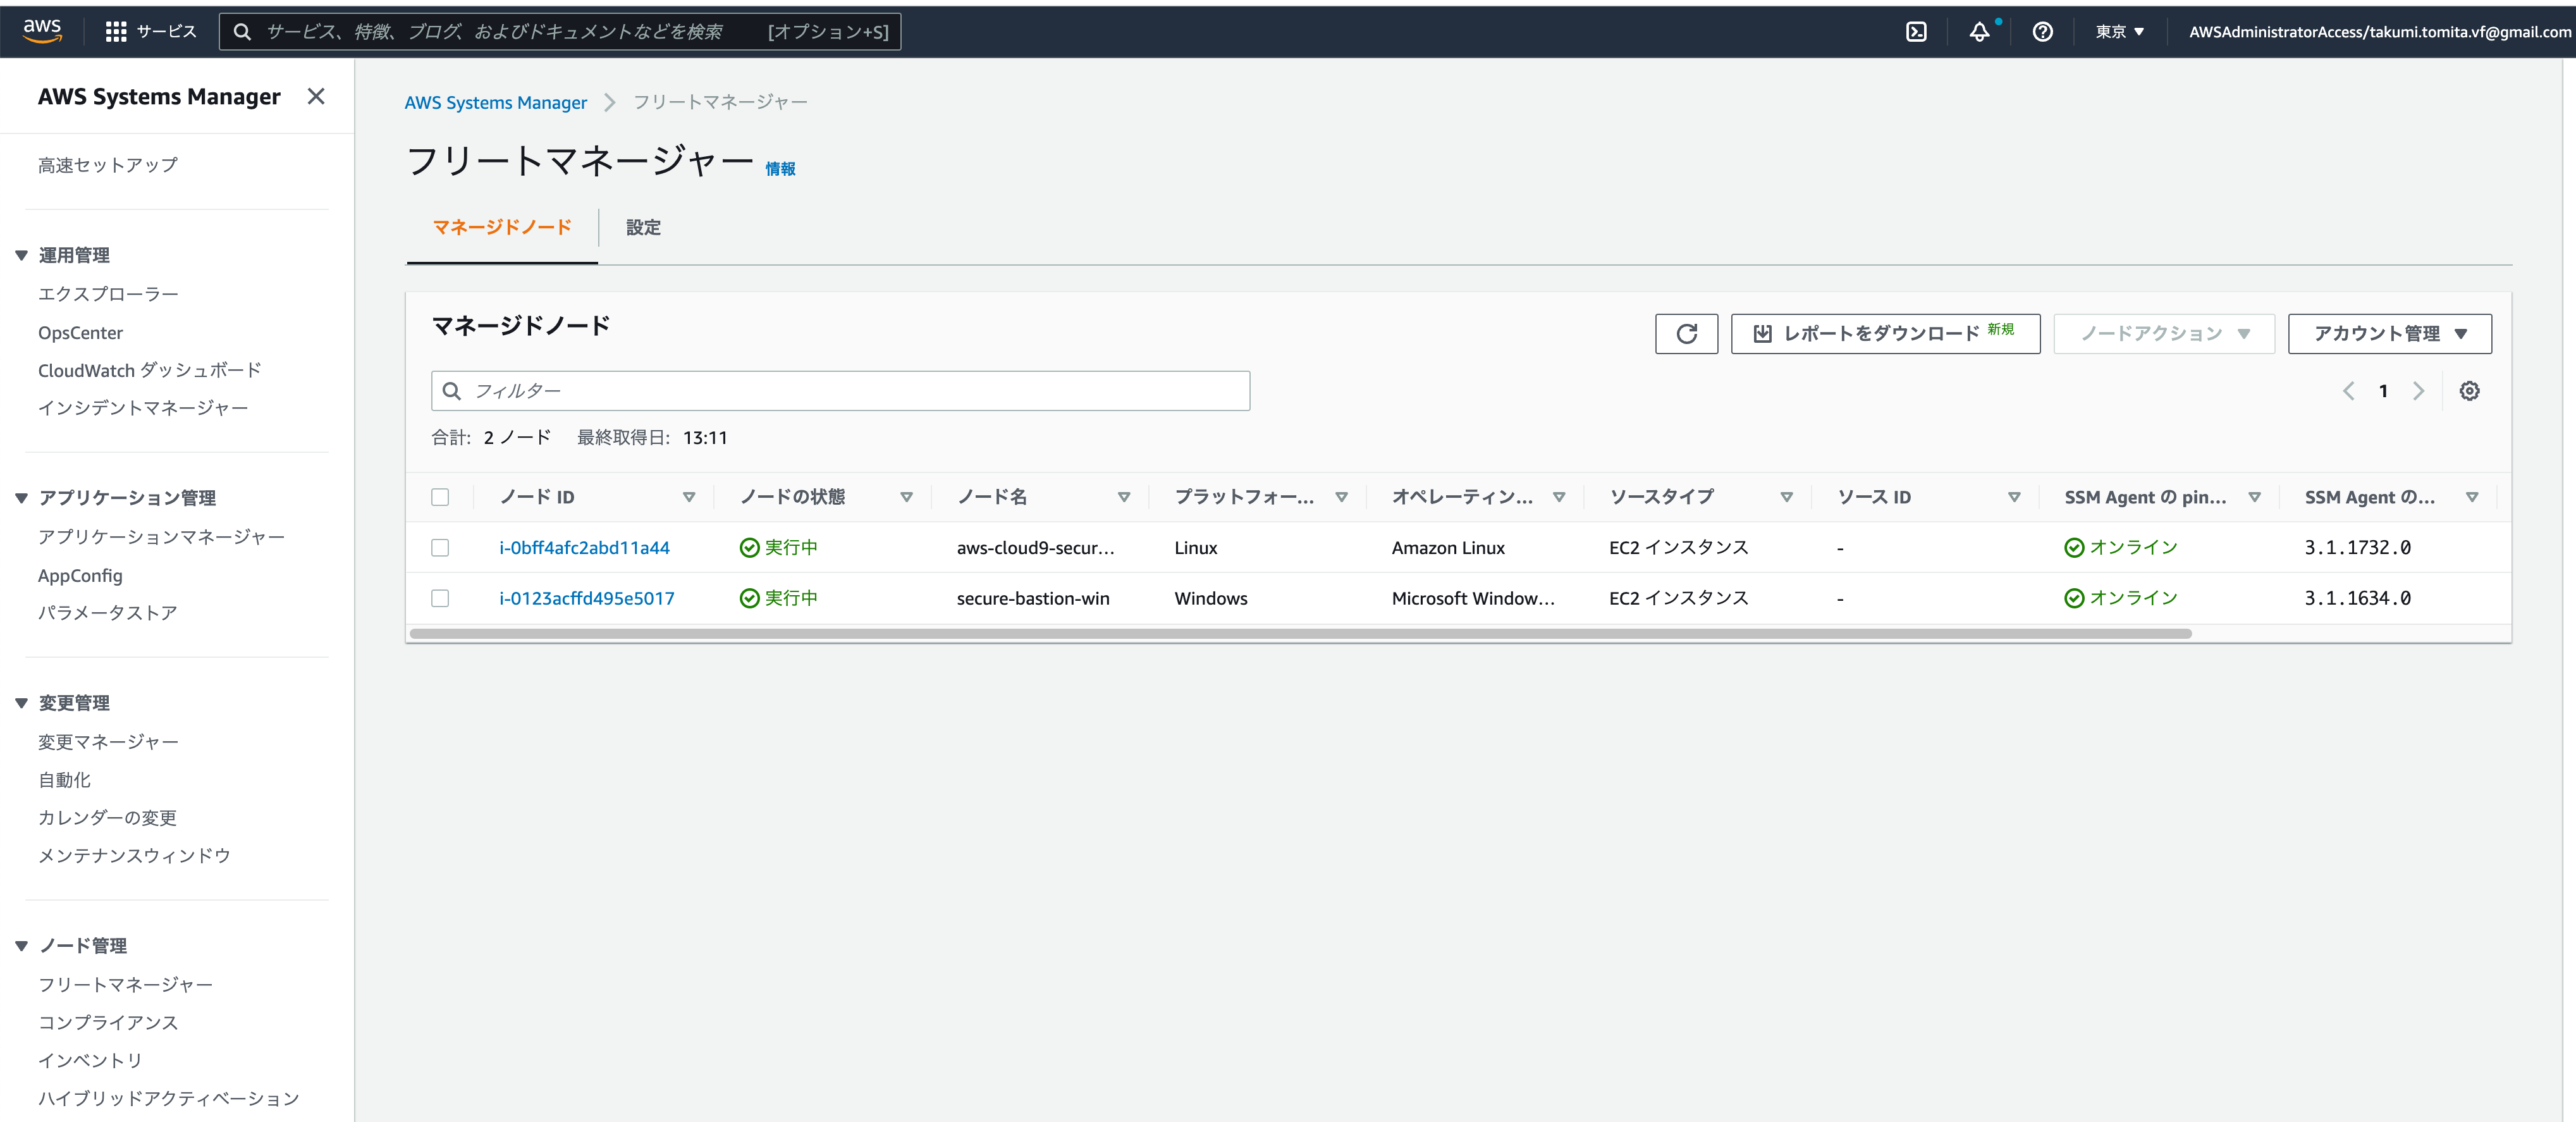 aws
サービス
サービス、特徴、ブログ、およびドキュメントなどを検索 [オプション+S]
東京 ▼
AWSAdministratorAccess/takumi.tomita.vf@gmail.com
AWS Systems Manager
高速セットアップ
▼ 運用管理
エクスプローラー
OpsCenter
CloudWatch ダッシュボード
インシデントマネージャー
▼ アプリケーション管理
アプリケーションマネージャー
AppConfig
パラメータストア
▼ 変更管理
変更マネージャー
自動化
カレンダーの変更
メンテナンスウィンドウ
▼ ノード管理
フリートマネージャー
コンプライアンス
インベントリ
ハイブリッドアクティベーション
AWS Systems Manager > フリートマネージャー
フリートマネージャー 情報
マネージドノード 設定
マネージドノード
レポートをダウンロード 新規
ノードアクション ▼
アカウント管理 ▼
フィルター
< 1 >
合計: 2 ノード 最終取得日: 13:11
ノード ID ノードの状態 ノード名 プラットフォー... オペレーティン... ソースタイプ ソース ID SSM Agent の pin... SSM Agent の...
i-0bff4afc2abd11a44 実行中 aws-cloud9-secur... Linux Amazon Linux EC2 インスタンス - オンライン 3.1.1732.0
i-0123acffd495e5017 実行中 secure-bastion-win Windows Microsoft Window... EC2 インスタンス - オンライン 3.1.1634.0